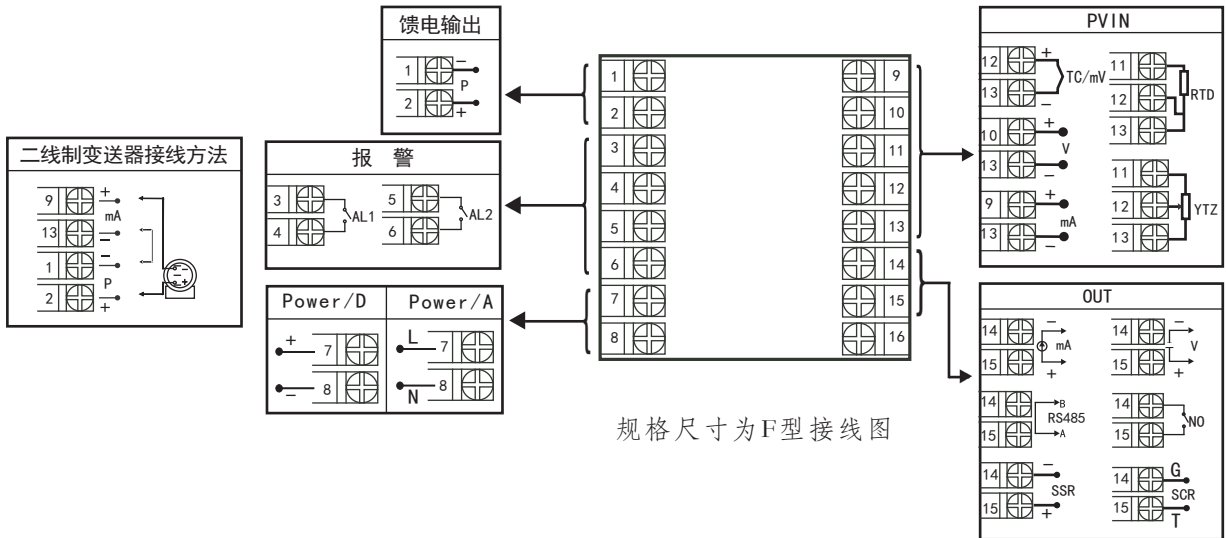 馈电输出
1 −
P
2 +
二线制变送器接线方法
9 +
mA
13 −
1 −
P
2 +
− − +
报 警
3 5
AL1 AL2
4 6
Power/D Power/A
+ 7 L 7
− 8 N 8
1 9
2 10
3 11
4 12
5 13
6 14
7 15
8 16
规格尺寸为F型接线图
PVIN
12 + 11
TC/mV RTD
13 − 12
13
10 +
V
13 −
11
9 + 12 YTZ
mA
13 − 13
OUT
14 − 14 −
mA V
15 + 15 +
14 B 14
RS485 NO
15 A 15
14 − 14 G
SSR SCR
15 + 15 T